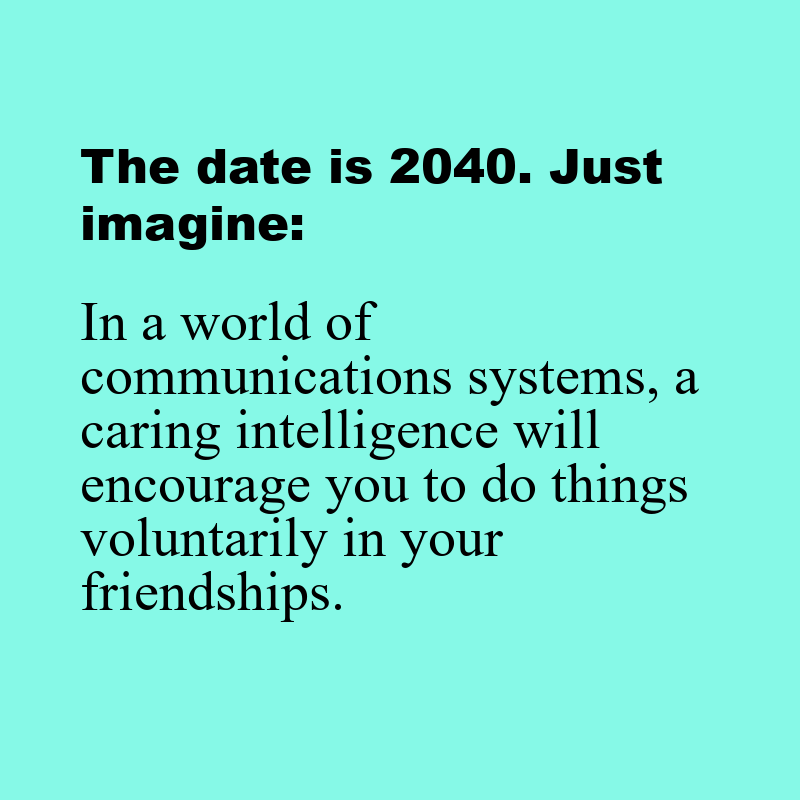 The date is 2040. Just
imagine:
In a world of
communications systems, a
caring intelligence will
encourage you to do things
voluntarily in your
friendships.